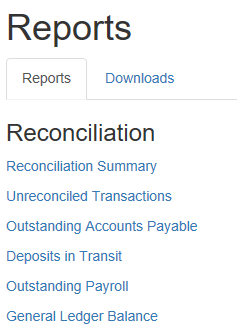 Reports
Reports Downloads
Reconciliation
Reconciliation Summary
Unreconciled Transactions
Outstanding Accounts Payable
Deposits in Transit
Outstanding Payroll
General Ledger Balance